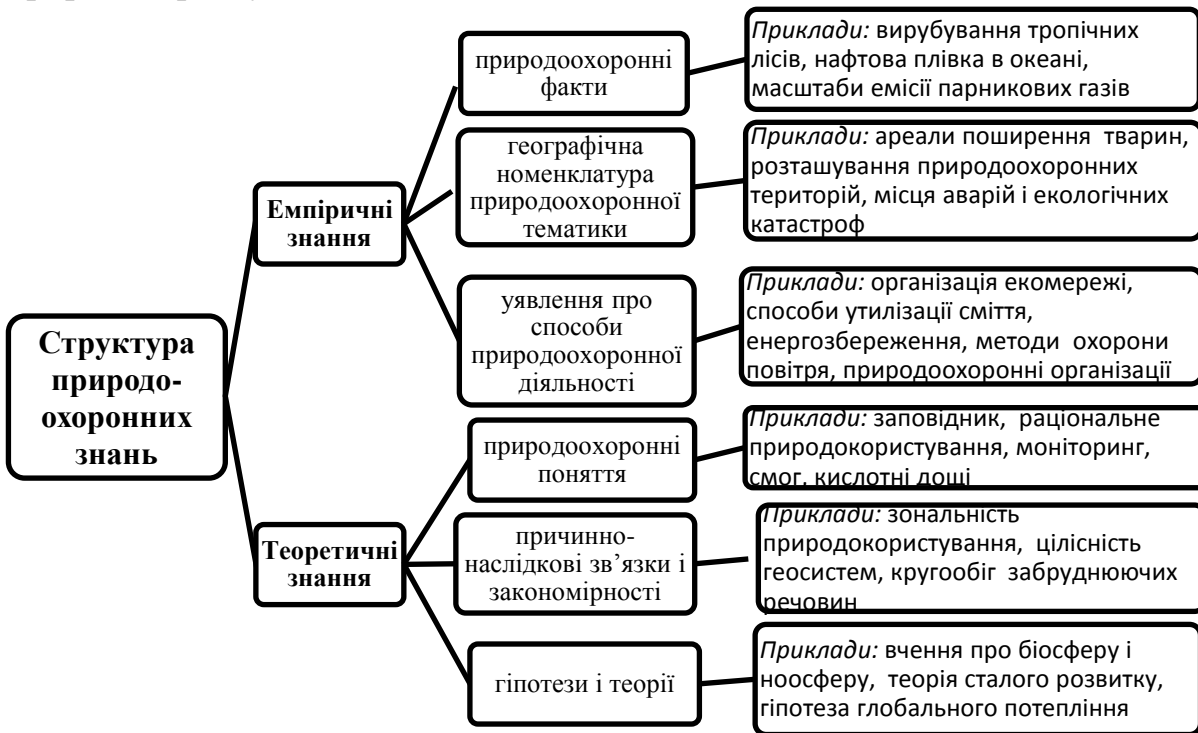 Структура
природо-
охоронних
знань
Емпіричні
знання
природоохоронні
факти
Приклади: вирубування тропічних
лісів, нафтова плівка в океані,
масштаби емісії парникових газів
географічна
номенклатура
природоохоронної
тематики
Приклади: ареали поширення тварин,
розташування природоохоронних
територій, місця аварій і екологічних
катастроф
уявлення про
способи
природоохоронної
діяльності
Приклади: організація екомережі,
способи утилізації сміття,
енергозбереження, методи охорони
повітря, природоохоронні організації
Теоретичні
знання
природоохоронні
поняття
Приклади: заповідник, раціональне
природокористування, моніторинг,
смог, кислотні дощі
причинно-
наслідкові зв’язки і
закономірності
Приклади: зональність
природокористування, цілісність
геосистем, кругообіг забруднюючих
речовин
гіпотези і теорії
Приклади: вчення про біосферу і
ноосферу, теорія сталого розвитку,
гіпотеза глобального потепління